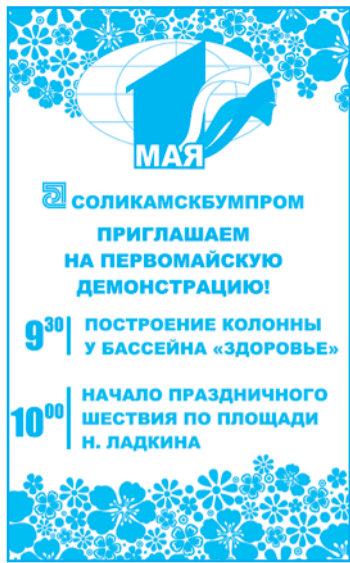 1 МАЯ
СОЛИКАМСКБУМПРОМ
ПРИГЛАШАЕМ
НА ПЕРВОМАЙСКУЮ
ДЕМОНСТРАЦИЮ!
9³⁰ ПОСТРОЕНИЕ КОЛОННЫ
У БАССЕЙНА «ЗДОРОВЬЕ»
10⁰⁰ НАЧАЛО ПРАЗДНИЧНОГО
ШЕСТВИЯ ПО ПЛОЩАДИ
Н. ЛАДКИНА